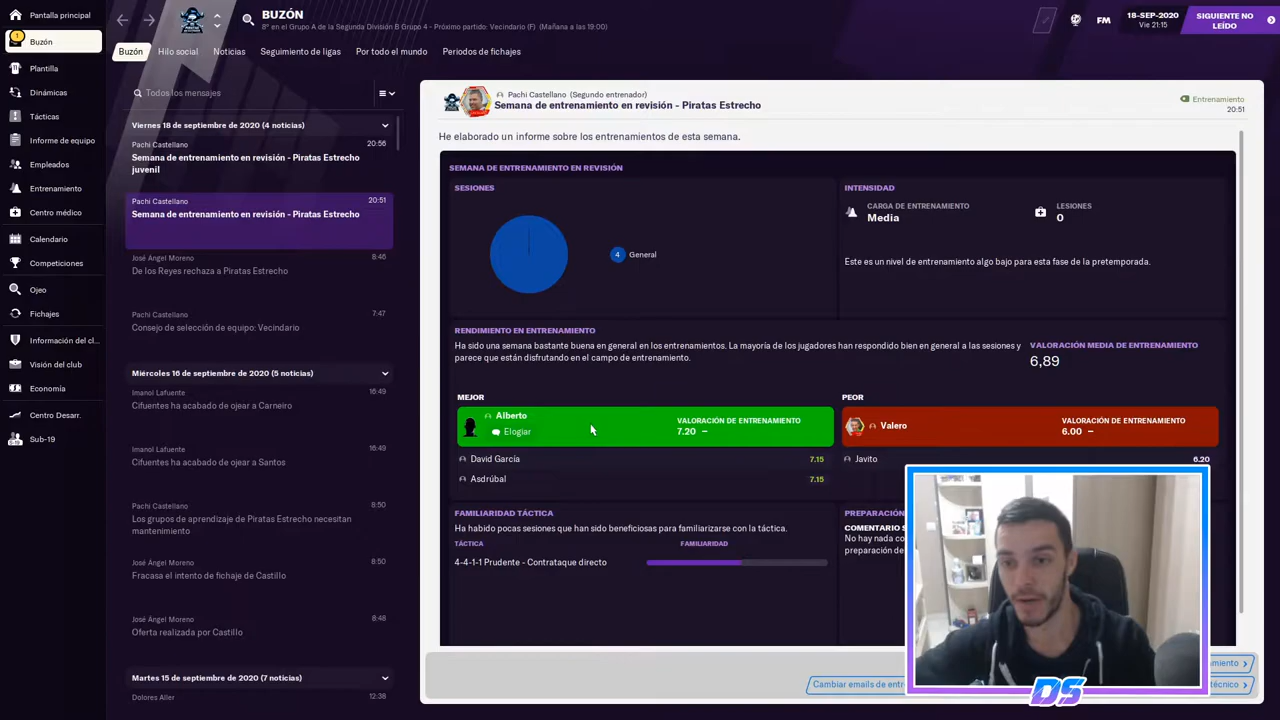 Pantalla principal
1
Buzón
Plantilla
Dinámicas
Tácticas
Informe de equipo
Empleados
Entrenamiento
Centro médico
Calendario
Competiciones
Ojeo
Fichajes
Información del cl...
Visión del club
Economía
Centro Desarr.
Sub-19
BUZÓN
8º en el Grupo A de la Segunda División B Grupo 4 - Próximo partido: Vecindario (F) (Mañana a las 19:00)
FM
18-SEP-2020
Vie 21:15
SIGUIENTE NO LEÍDO
Buzón
Hilo social
Noticias
Seguimiento de ligas
Por todo el mundo
Periodos de fichajes
Todos los mensajes
Viernes 18 de septiembre de 2020 (4 noticias)
Pachi Castellano 20:56
Semana de entrenamiento en revisión - Piratas Estrecho
juvenil
Pachi Castellano 20:51
Semana de entrenamiento en revisión - Piratas Estrecho
José Ángel Moreno 8:46
De los Reyes rechaza a Piratas Estrecho
Pachi Castellano 7:47
Consejo de selección de equipo: Vecindario
Miércoles 16 de septiembre de 2020 (5 noticias)
Imanol Lafuente 16:49
Cifuentes ha acabado de ojear a Carneiro
Imanol Lafuente 16:49
Cifuentes ha acabado de ojear a Santos
Pachi Castellano 8:50
Los grupos de aprendizaje de Piratas Estrecho necesitan
mantenimiento
José Ángel Moreno 8:50
Fracasa el intento de fichaje de Castillo
José Ángel Moreno 8:48
Oferta realizada por Castillo
Martes 15 de septiembre de 2020 (7 noticias)
Dolores Aller 12:38
Pachi Castellano (Segundo entrenador)
Semana de entrenamiento en revisión - Piratas Estrecho
Entrenamiento
20:51
He elaborado un informe sobre los entrenamientos de esta semana.
SEMANA DE ENTRENAMIENTO EN REVISIÓN
SESIONES
4 General
INTENSIDAD
CARGA DE ENTRENAMIENTO
Media
LESIONES
0
Este es un nivel de entrenamiento algo bajo para esta fase de la pretemporada.
RENDIMIENTO EN ENTRENAMIENTO
Ha sido una semana bastante buena en general en los entrenamientos. La mayoría de los jugadores han respondido bien en general a las sesiones y
parece que están disfrutando en el campo de entrenamiento.
VALORACIÓN MEDIA DE ENTRENAMIENTO
6,89
MEJOR
Alberto
Elogiar
VALORACIÓN DE ENTRENAMIENTO
7.20 –
David García 7.15
Asdrúbal 7.15
PEOR
Valero
VALORACIÓN DE ENTRENAMIENTO
6.00 –
Javito 6.20
FAMILIARIDAD TÁCTICA
Ha habido pocas sesiones que han sido beneficiosas para familiarizarse con la táctica.
TÁCTICA FAMILIARIDAD
4-4-1-1 Prudente - Contrataque directo
PREPARACIÓN
COMENTARIO S
No hay nada co
preparación de
Cambiar emails de entre
técnico
DS